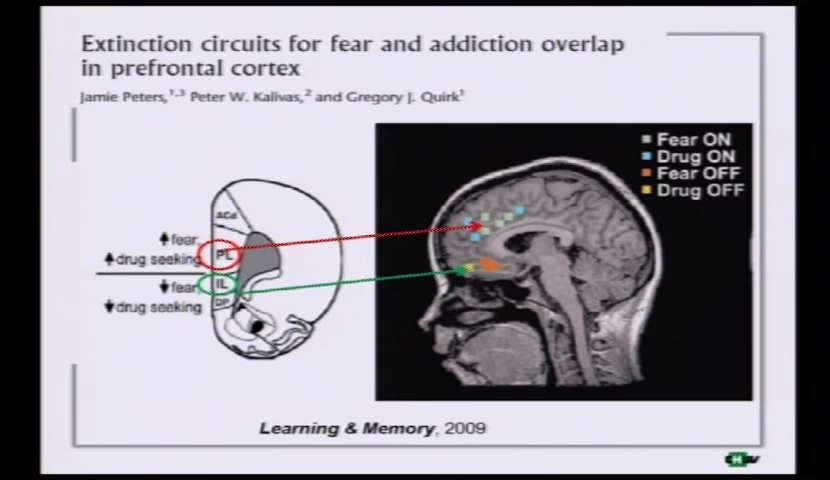 Extinction circuits for fear and addiction overlap
in prefrontal cortex
Jamie Peters,1,3 Peter W. Kalivas,2 and Gregory J. Quirk1
Fear ON
Drug ON
Fear OFF
Drug OFF
ACd
fear
PL
drug seeking
IL
fear
DP
drug seeking
Learning & Memory, 2009